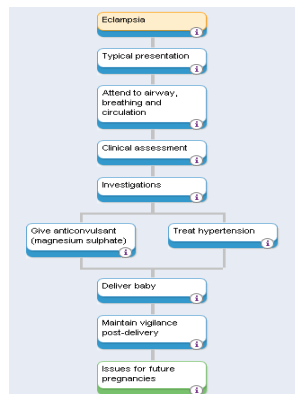 Eclampsia
Typical presentation
Attend to airway,
breathing and
circulation
Clinical assessment
Investigations
Give anticonvulsant
(magnesium sulphate)
Treat hypertension
Deliver baby
Maintain vigilance
post-delivery
Issues for future
pregnancies